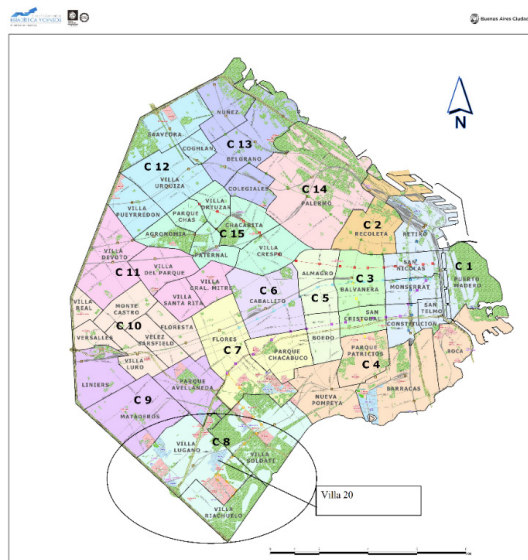 Buenos Aires Ciudad
N
NUÑEZ
SAAVEDRA
C 13
COGHLAN
BELGRANO
C 12
VILLA
URQUIZA
COLEGIALES
C 14
PALERMO
VILLA
PUEYRREDON
VILLA
ORTUZAR
PARQUE
CHAS
CHACARITA
C 2
RECOLETA
RETIRO
AGRONOMIA
C 15
PATERNAL
VILLA
CRESPO
VILLA
DEVOTO
C 11
VILLA
DEL PARQUE
ALMAGRO
C 3
BALVANERA
SAN
NICOLAS
C 1
PUERTO
MADERO
VILLA
GRAL. MITRE
C 6
CABALLITO
C 5
MONSERRAT
VILLA
REAL
MONTE
CASTRO
VILLA
SANTA RITA
SAN
TELMO
C 10
FLORESTA
SAN
CRISTOBAL
CONSTITUCION
VERSALLES
VELEZ
SARSFIELD
FLORES
C 7
BOEDO
VILLA
LURO
PARQUE
CHACABUCO
PARQUE
PATRICIOS
C 4
BOCA
LINIERS
PARQUE
AVELLANEDA
C 9
MATADEROS
NUEVA
POMPEYA
BARRACAS
C 8
VILLA
LUGANO
VILLA
SOLDATI
VILLA
RIACHUELO
Villa 20